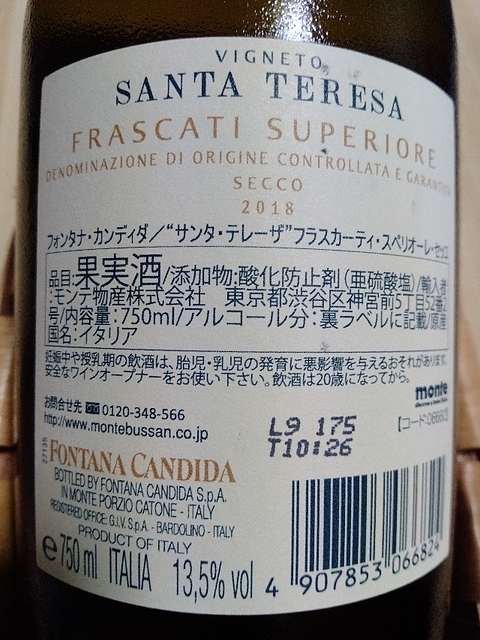 VIGNETO
SANTA TERESA
FRASCATI SUPERIORE
DENOMINAZIONE DI ORIGINE CONTROLLATA E GARANTITA
SECCO
2018
フォンタナ・カンディダ／“サンタ・テレーザ”フラスカーティ・スペリオーレ・セッコ
品目:果実酒/添加物:酸化防止剤(亜硫酸塩)/輸入者
:モンテ物産株式会社 東京都渋谷区神宮前5丁目52番2
号/内容量:750ml/アルコール分:裏ラベルに記載/原産
国名:イタリア
妊娠中や授乳期の飲酒は、胎児・乳児の発育に悪影響を与えるおそれがあります。
安全なワインオープナーをお使い下さい。飲酒は20歳になってから。
monte
お問合せ先 ☎0120-348-566
http://www.montebussan.co.jp
L9 175
T10:26
FONTANA CANDIDA
BOTTLED BY FONTANA CANDIDA S.p.A.
IN MONTE PORZIO CATONE - ITALY
REGISTERED OFFICE: G.I.V. S.p.A. - BARDOLINO - ITALY
PRODUCT OF ITALY
℮ 750 ml ITALIA 13,5% vol
4 907853 066824